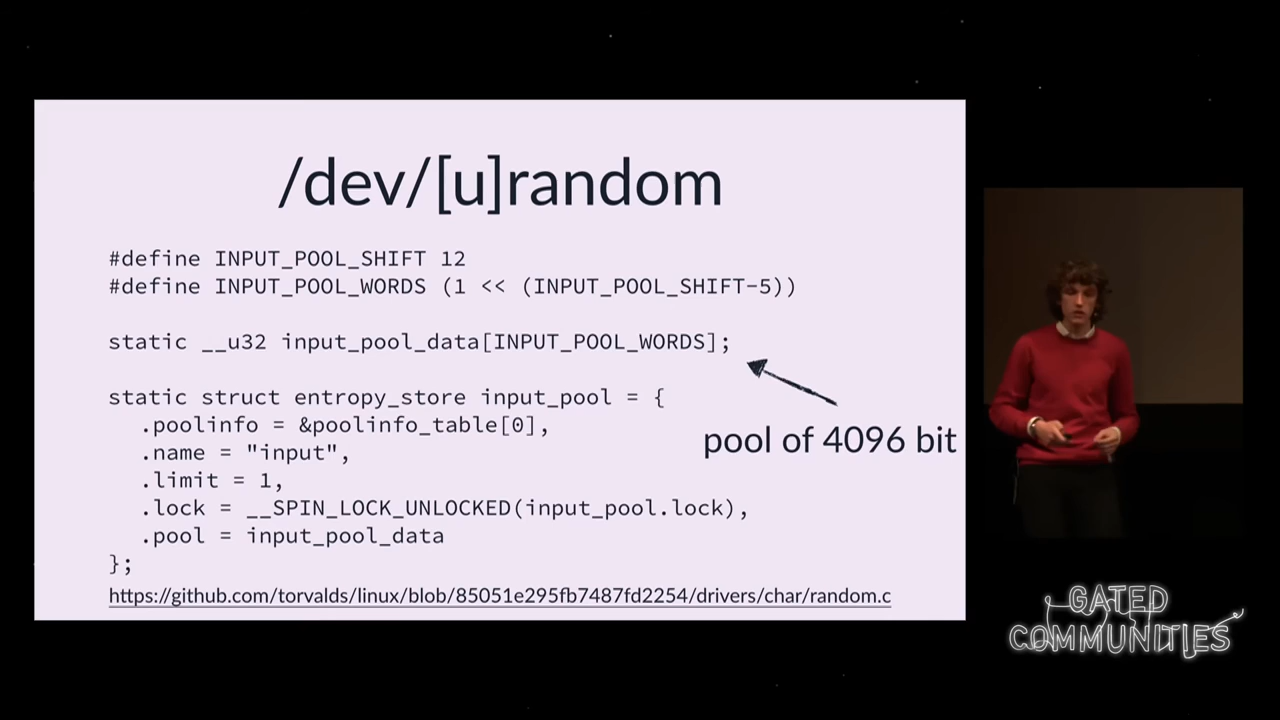 /dev/[u]random
#define INPUT_POOL_SHIFT 12
#define INPUT_POOL_WORDS (1 << (INPUT_POOL_SHIFT-5))
static __u32 input_pool_data[INPUT_POOL_WORDS];
static struct entropy_store input_pool = {
.poolinfo = &poolinfo_table[0],
.name = "input",
.limit = 1,
.lock = __SPIN_LOCK_UNLOCKED(input_pool.lock),
.pool = input_pool_data
};
pool of 4096 bit
https://github.com/torvalds/linux/blob/85051e295fb7487fd2254/drivers/char/random.c
GATED
COMMUNITIES